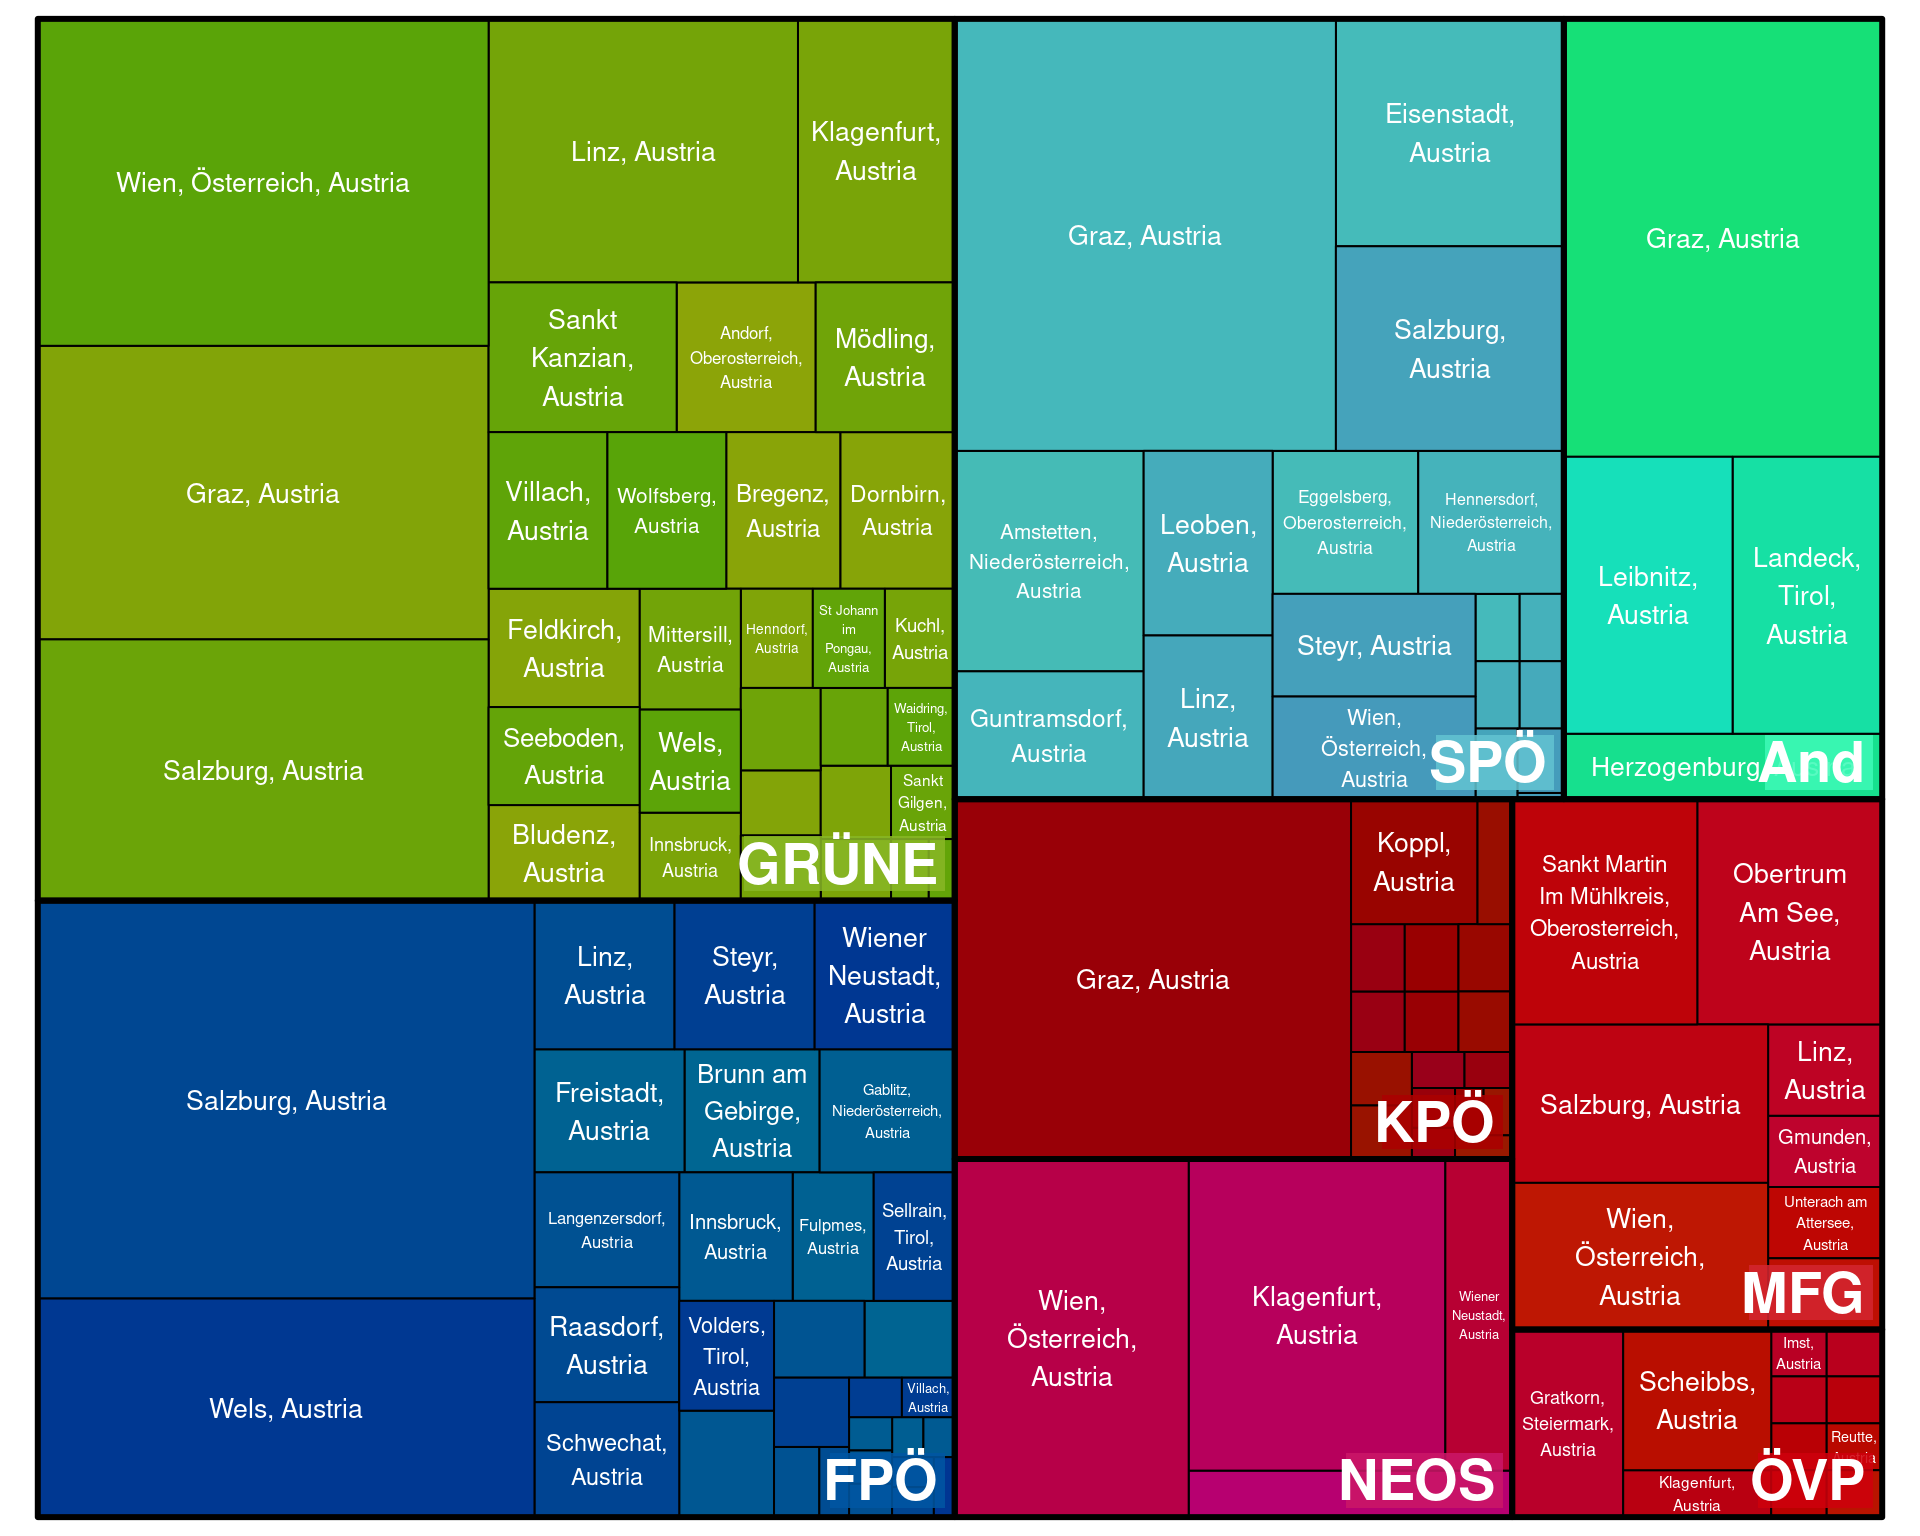 Wien, Österreich, Austria
Graz, Austria
Salzburg, Austria
Linz, Austria
Klagenfurt,
Austria
Sankt
Kanzian,
Austria
Andorf,
Oberosterreich,
Austria
Mödling,
Austria
Villach,
Austria
Wolfsberg,
Austria
Bregenz,
Austria
Dornbirn,
Austria
Feldkirch,
Austria
Mittersill,
Austria
Henndorf,
Austria
St Johann
im
Pongau,
Austria
Kuchl,
Austria
Seeboden,
Austria
Wels,
Austria
Waidring,
Tirol,
Austria
Bludenz,
Austria
Innsbruck,
Austria
Sankt
Gilgen,
Austria
GRÜNE
Salzburg, Austria
Wels, Austria
Linz,
Austria
Steyr,
Austria
Wiener
Neustadt,
Austria
Freistadt,
Austria
Brunn am
Gebirge,
Austria
Gablitz,
Niederösterreich,
Austria
Langenzersdorf,
Austria
Innsbruck,
Austria
Fulpmes,
Austria
Sellrain,
Tirol,
Austria
Raasdorf,
Austria
Volders,
Tirol,
Austria
Villach,
Austria
Schwechat,
Austria
FPÖ
Graz, Austria
Eisenstadt,
Austria
Salzburg,
Austria
Amstetten,
Niederösterreich,
Austria
Leoben,
Austria
Eggelsberg,
Oberosterreich,
Austria
Hennersdorf,
Niederösterreich,
Austria
Guntramsdorf,
Austria
Linz,
Austria
Steyr, Austria
Wien,
Österreich,
Austria
SPÖ
Graz, Austria
Leibnitz,
Austria
Landeck,
Tirol,
Austria
Herzogenburg,
And
Graz, Austria
Koppl,
Austria
KPÖ
Wien,
Österreich,
Austria
Klagenfurt,
Austria
Wiener
Neustadt,
Austria
NEOS
Sankt Martin
Im Mühlkreis,
Oberosterreich,
Austria
Obertrum
Am See,
Austria
Salzburg, Austria
Linz,
Austria
Gmunden,
Austria
Wien,
Österreich,
Austria
Unterach am
Attersee,
Austria
MFG
Gratkorn,
Steiermark,
Austria
Scheibbs,
Austria
Klagenfurt,
Austria
Imst,
Austria
Reutte,
ÖVP